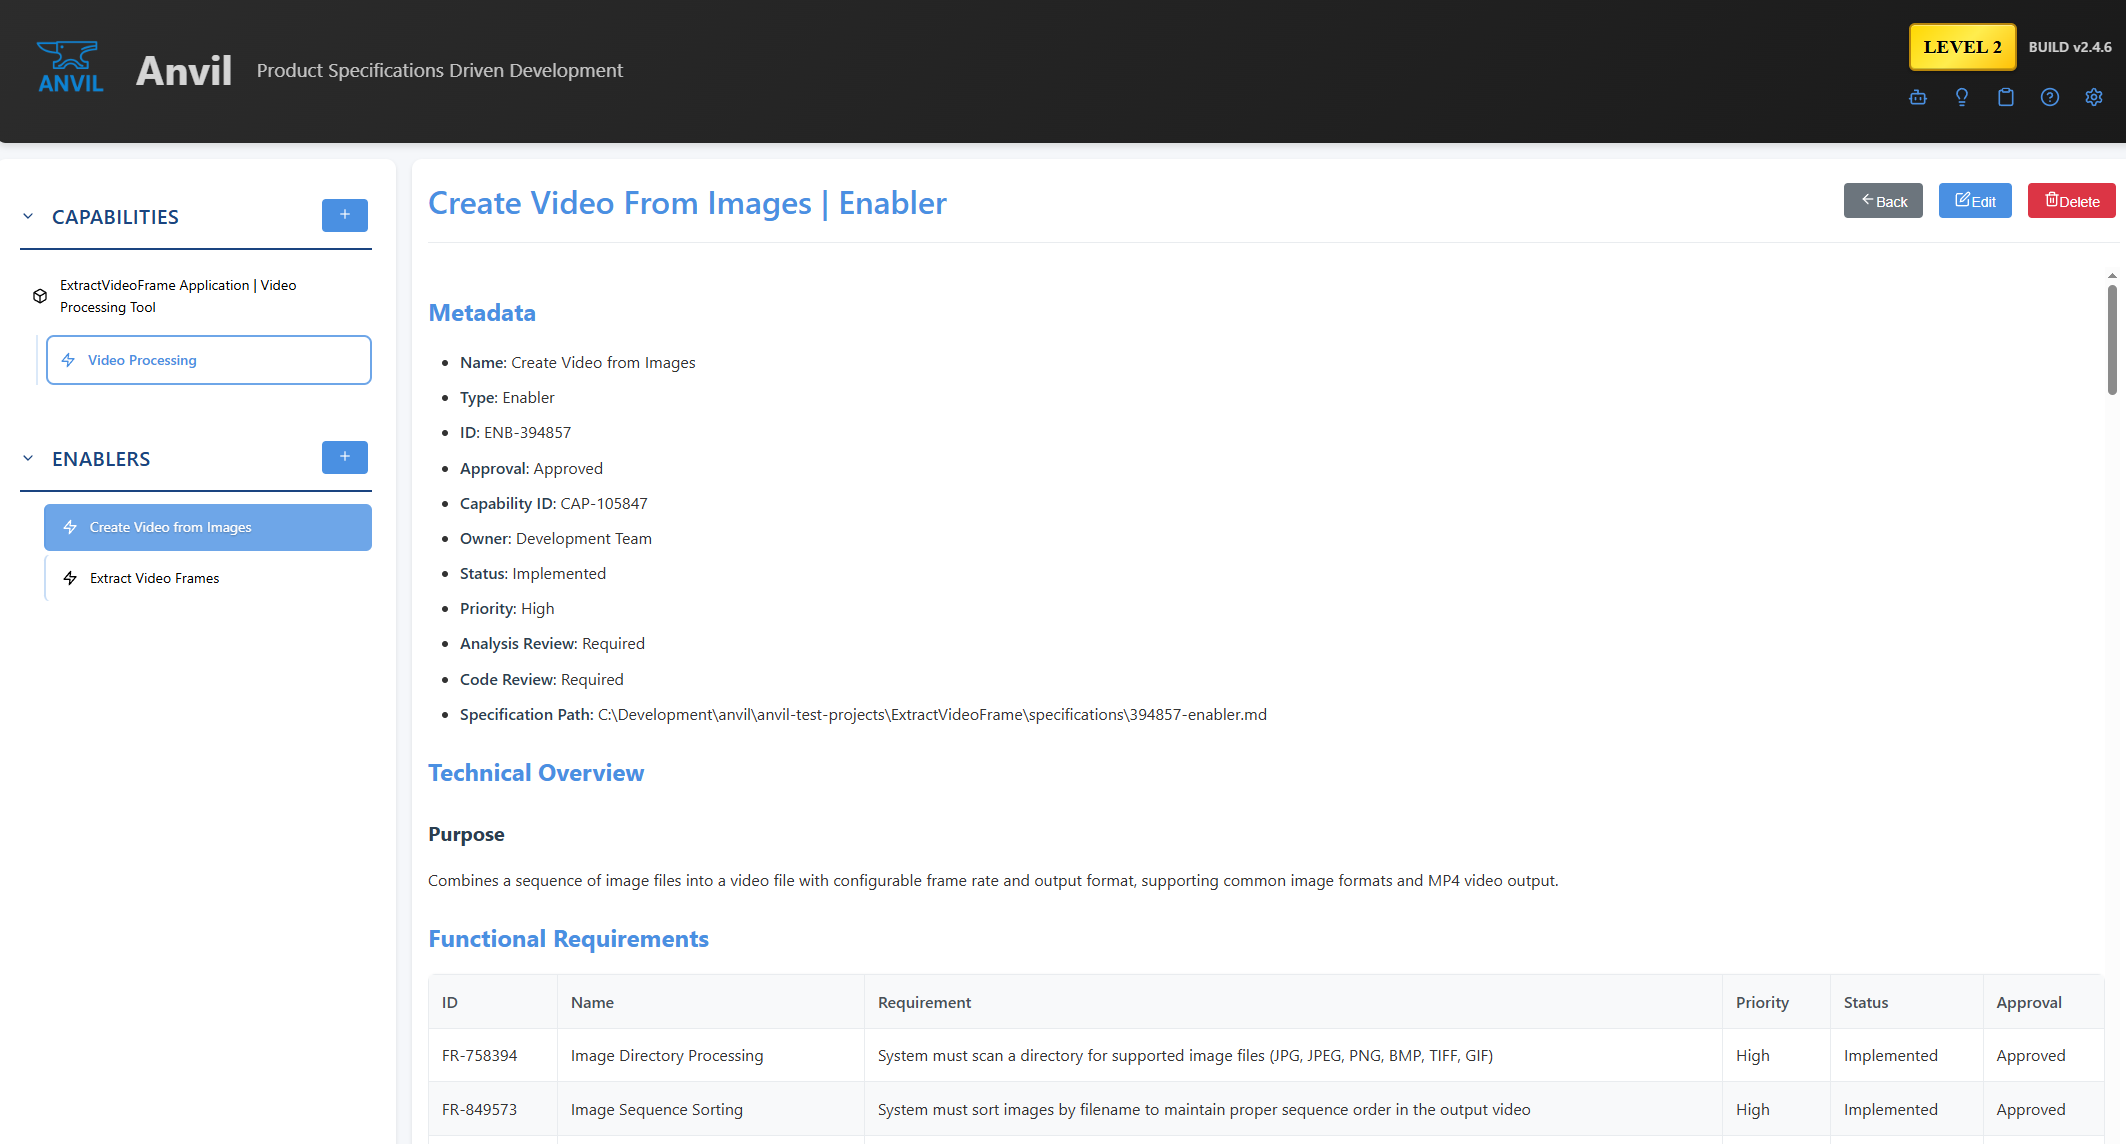 ANVIL
Anvil
Product Specifications Driven Development
LEVEL 2
BUILD v2.4.6
CAPABILITIES
+
ExtractVideoFrame Application | Video
Processing Tool
Video Processing
ENABLERS
+
Create Video from Images
Extract Video Frames
Create Video From Images | Enabler
Back
Edit
Delete
Metadata
• Name: Create Video from Images
• Type: Enabler
• ID: ENB-394857
• Approval: Approved
• Capability ID: CAP-105847
• Owner: Development Team
• Status: Implemented
• Priority: High
• Analysis Review: Required
• Code Review: Required
• Specification Path: C:\Development\anvil\anvil-test-projects\ExtractVideoFrame\specifications\394857-enabler.md
Technical Overview
Purpose
Combines a sequence of image files into a video file with configurable frame rate and output format, supporting common image formats and MP4 video output.
Functional Requirements
ID Name Requirement Priority Status Approval
FR-758394 Image Directory Processing System must scan a directory for supported image files (JPG, JPEG, PNG, BMP, TIFF, GIF) High Implemented Approved
FR-849573 Image Sequence Sorting System must sort images by filename to maintain proper sequence order in the output video High Implemented Approved